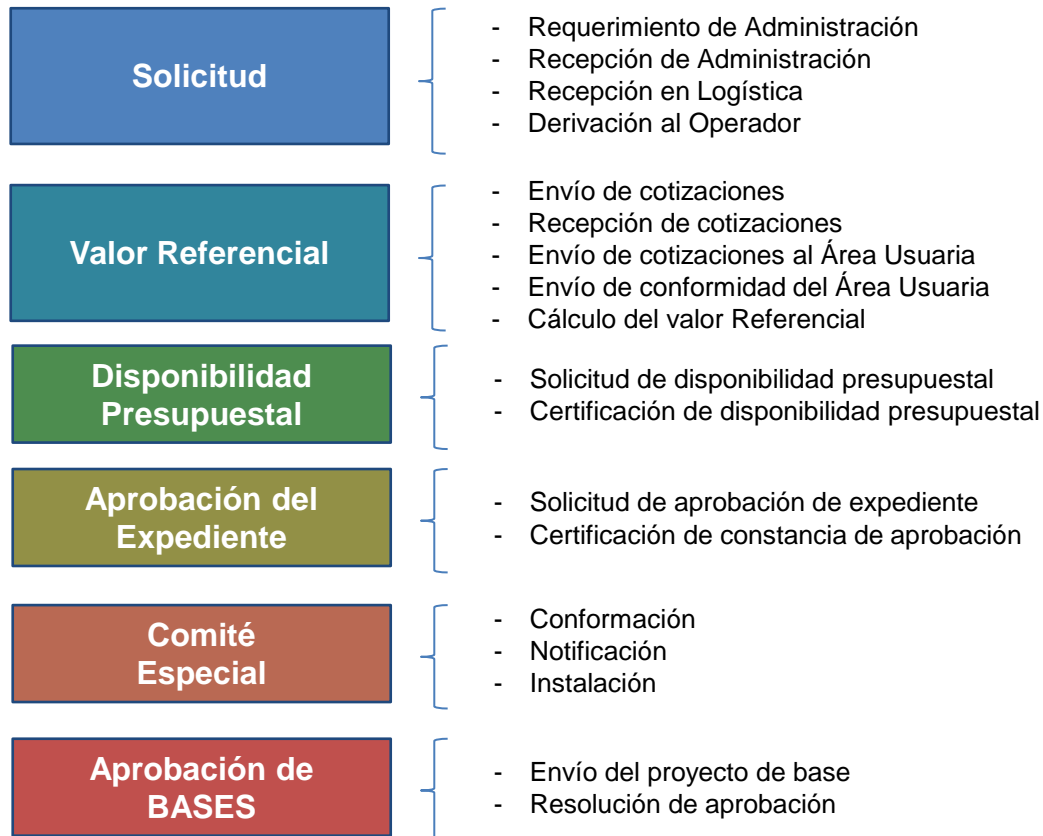 Solicitud
- Requerimiento de Administración
- Recepción de Administración
- Recepción en Logística
- Derivación al Operador
Valor Referencial
- Envío de cotizaciones
- Recepción de cotizaciones
- Envío de cotizaciones al Área Usuaria
- Envío de conformidad del Área Usuaria
- Cálculo del valor Referencial
Disponibilidad
Presupuestal
- Solicitud de disponibilidad presupuestal
- Certificación de disponibilidad presupuestal
Aprobación del
Expediente
- Solicitud de aprobación de expediente
- Certificación de constancia de aprobación
Comité
Especial
- Conformación
- Notificación
- Instalación
Aprobación de
BASES
- Envío del proyecto de base
- Resolución de aprobación